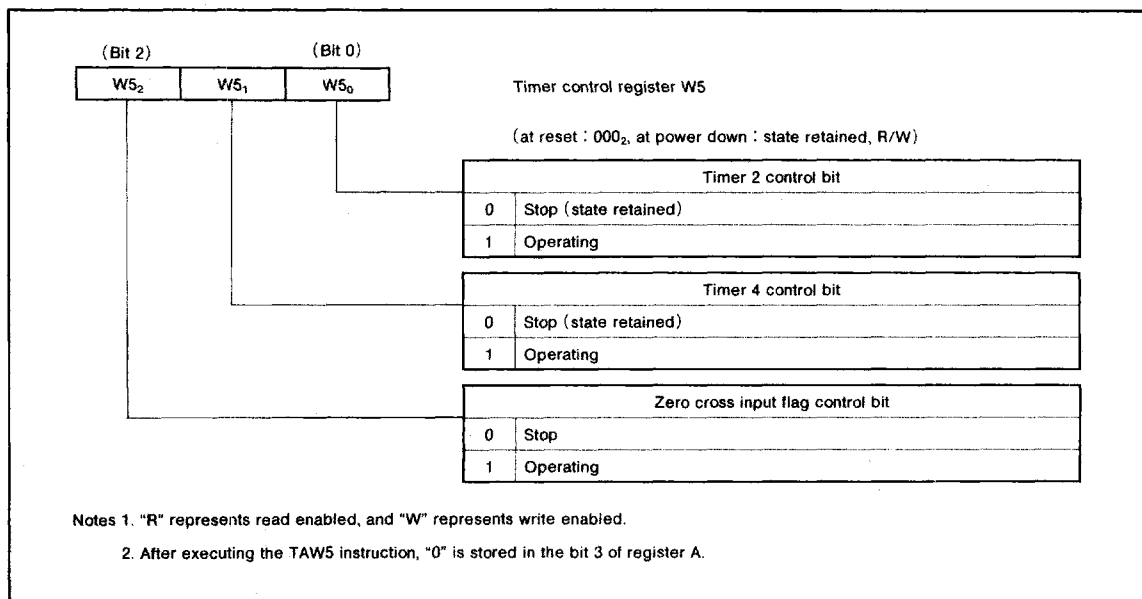 (Bit 2) (Bit 0)
W5₂ W5₁ W5₀
Timer control register W5
(at reset : 000₂, at power down : state retained, R/W)
Timer 2 control bit
0 Stop (state retained)
1 Operating
Timer 4 control bit
0 Stop (state retained)
1 Operating
Zero cross input flag control bit
0 Stop
1 Operating
Notes 1. "R" represents read enabled, and "W" represents write enabled.
2. After executing the TAW5 instruction, "0" is stored in the bit 3 of register A.